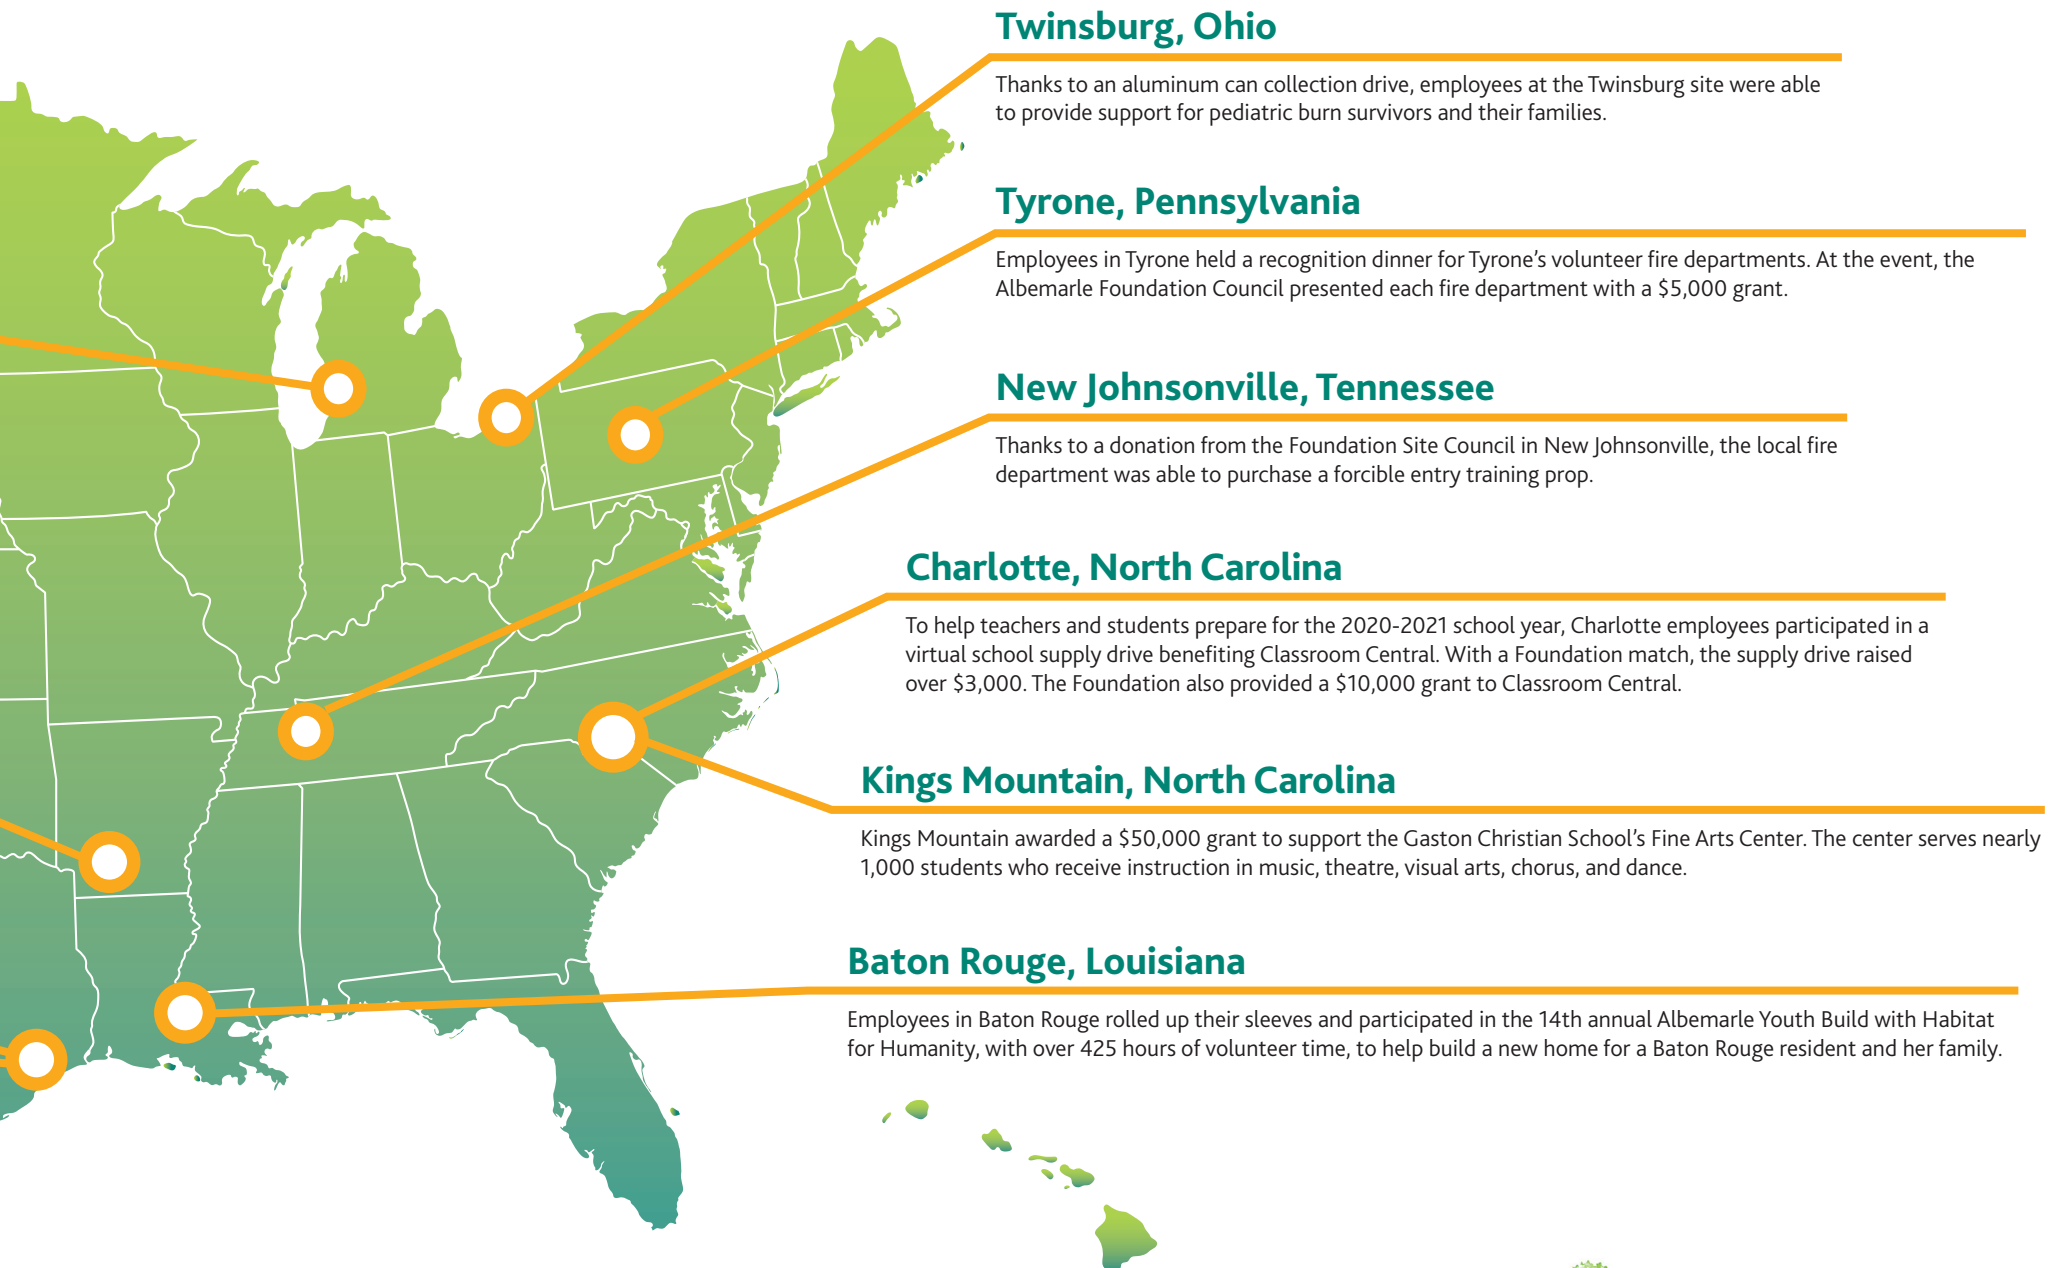 Twinsburg, Ohio
Thanks to an aluminum can collection drive, employees at the Twinsburg site were able
to provide support for pediatric burn survivors and their families.
Tyrone, Pennsylvania
Employees in Tyrone held a recognition dinner for Tyrone’s volunteer fire departments. At the event, the
Albemarle Foundation Council presented each fire department with a $5,000 grant.
New Johnsonville, Tennessee
Thanks to a donation from the Foundation Site Council in New Johnsonville, the local fire
department was able to purchase a forcible entry training prop.
Charlotte, North Carolina
To help teachers and students prepare for the 2020-2021 school year, Charlotte employees participated in a
virtual school supply drive benefiting Classroom Central. With a Foundation match, the supply drive raised
over $3,000. The Foundation also provided a $10,000 grant to Classroom Central.
Kings Mountain, North Carolina
Kings Mountain awarded a $50,000 grant to support the Gaston Christian School’s Fine Arts Center. The center serves nearly
1,000 students who receive instruction in music, theatre, visual arts, chorus, and dance.
Baton Rouge, Louisiana
Employees in Baton Rouge rolled up their sleeves and participated in the 14th annual Albemarle Youth Build with Habitat
for Humanity, with over 425 hours of volunteer time, to help build a new home for a Baton Rouge resident and her family.